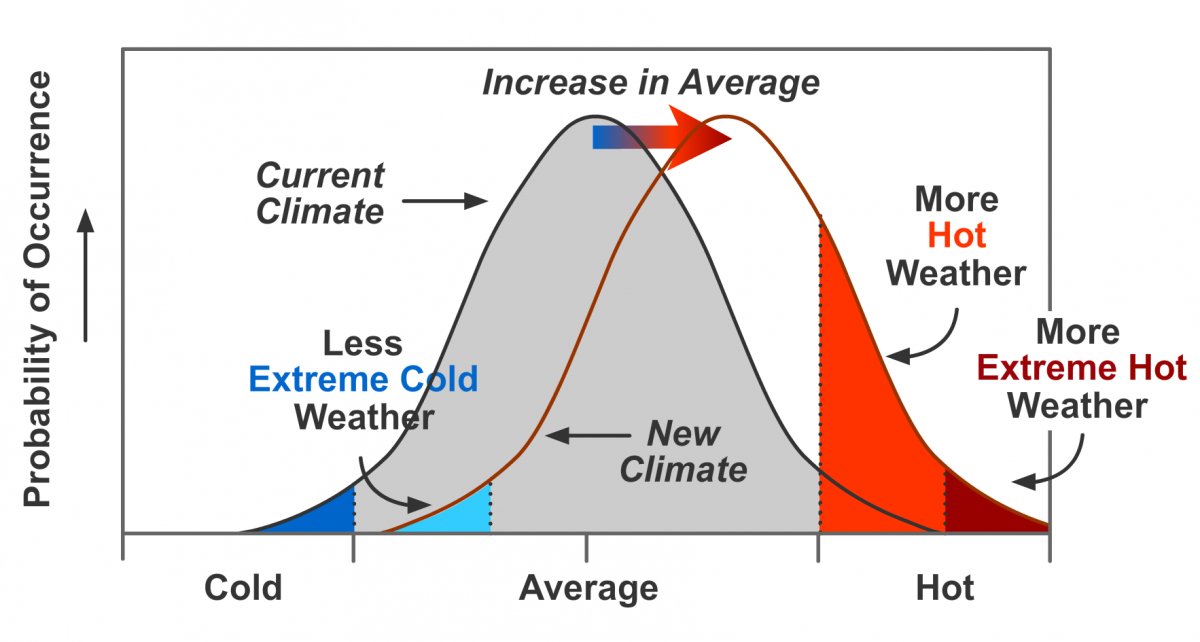 Increase in Average
Current
Climate
More
Hot
Weather
Probability of Occurrence
Less
Extreme Cold
Weather
More
Extreme Hot
Weather
New
Climate
Cold
Average
Hot